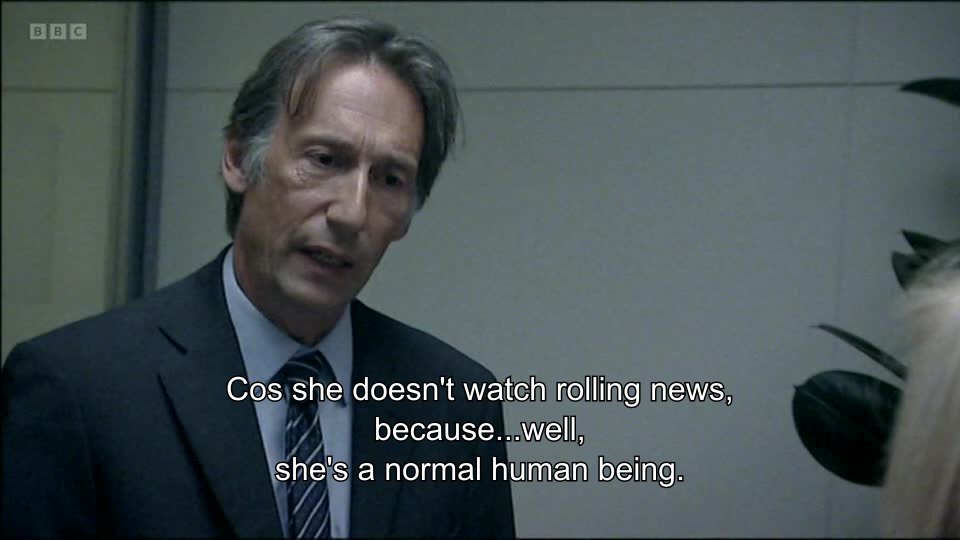 BBC
Cos she doesn't watch rolling news,
because...well,
she's a normal human being.